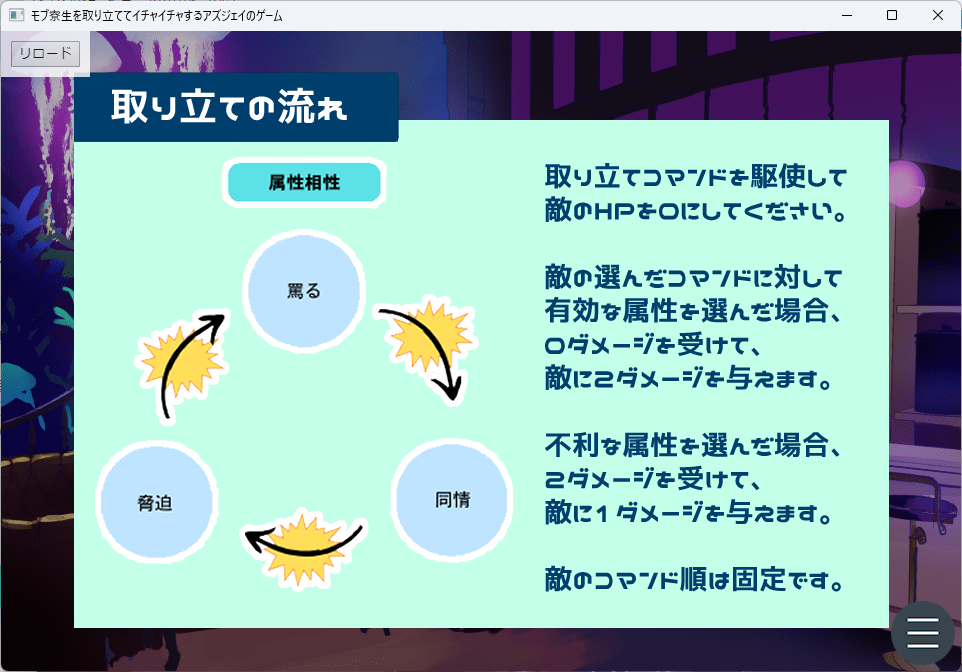 モブ寮生を取り立ててイチャイチャするアズジェイのゲーム
リロード
取り立ての流れ
属性相性
罵る
脅迫
同情
取り立てコマンドを駆使して
敵のHPを0にしてください。
敵の選んだコマンドに対して
有効な属性を選んだ場合、
0ダメージを受けて、
敵に2ダメージを与えます。
不利な属性を選んだ場合、
2ダメージを受けて、
敵に1ダメージを与えます。
敵のコマンド順は固定です。